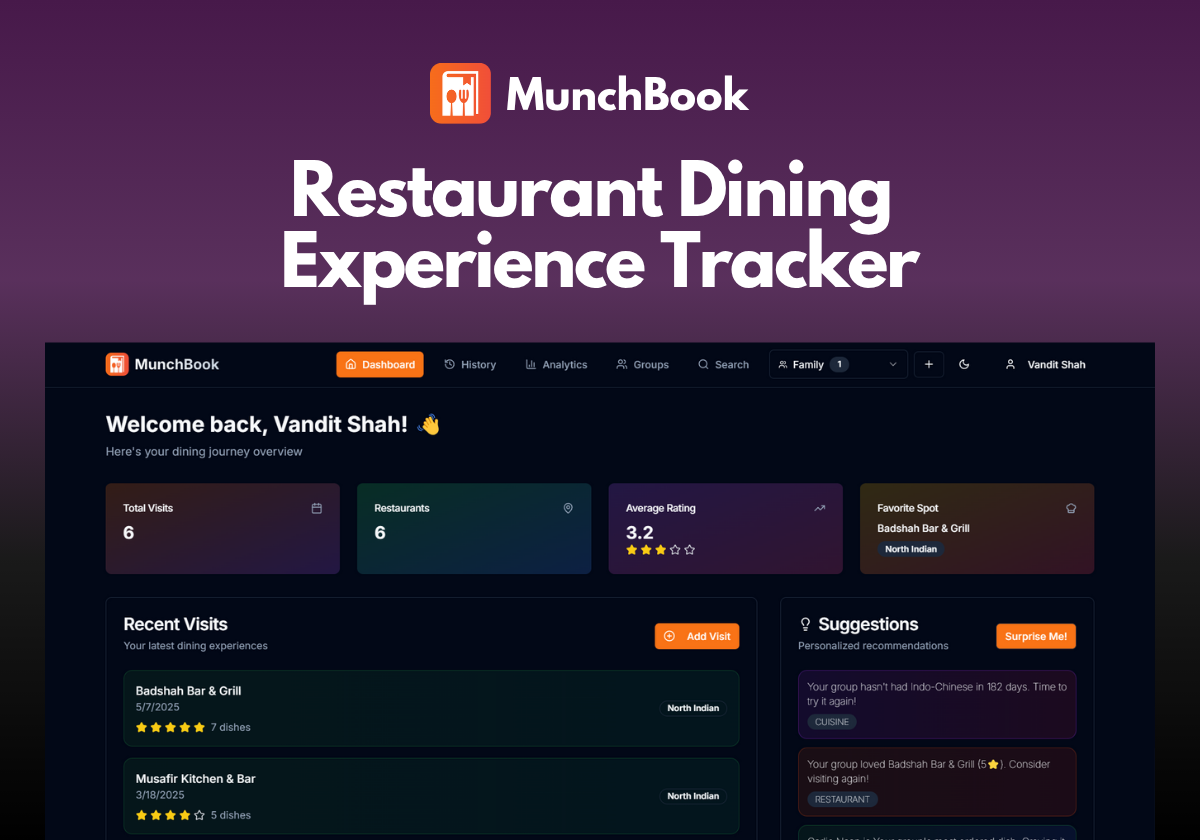 MunchBook
Restaurant Dining
Experience Tracker
MunchBook
Dashboard
History
Analytics
Groups
Search
Family 1
Vandit Shah
Welcome back, Vandit Shah! 👋
Here's your dining journey overview
Total Visits
6
Restaurants
6
Average Rating
3.2
Favorite Spot
Badshah Bar & Grill
North Indian
Recent Visits
Your latest dining experiences
Add Visit
Badshah Bar & Grill
5/7/2025
7 dishes
North Indian
Musafir Kitchen & Bar
3/18/2025
5 dishes
North Indian
Suggestions
Personalized recommendations
Surprise Me!
Your group hasn't had Indo-Chinese in 182 days. Time to
try it again!
CUISINE
Your group loved Badshah Bar & Grill (5⭐). Consider
visiting again!
RESTAURANT